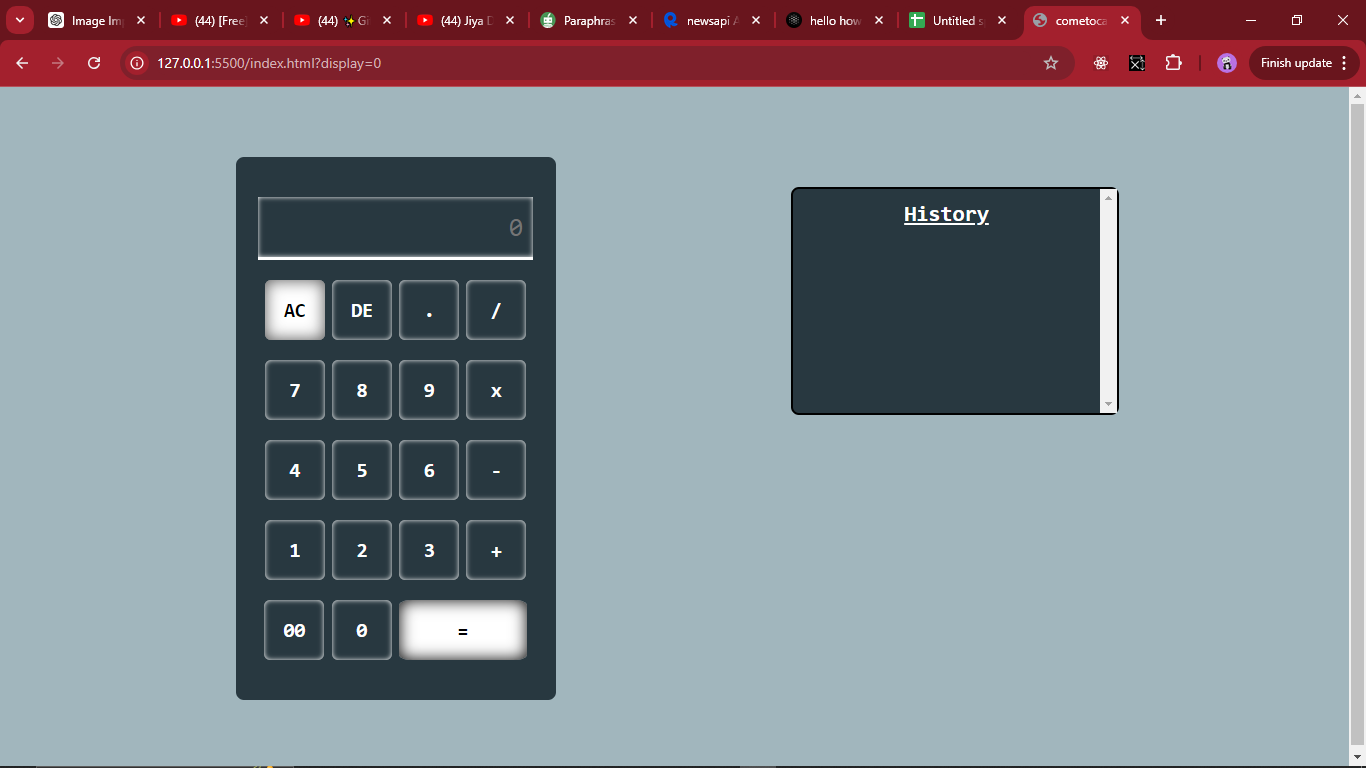 Image Im
(44) [Free]
(44) ✨Gi
(44) Jiya D
Paraphras
newsapi A
hello how
Untitled s
cometoca
127.0.0.1:5500/index.html?display=0
Finish update
0
History
AC DE . /
7 8 9 x
4 5 6 -
1 2 3 +
00 0 =